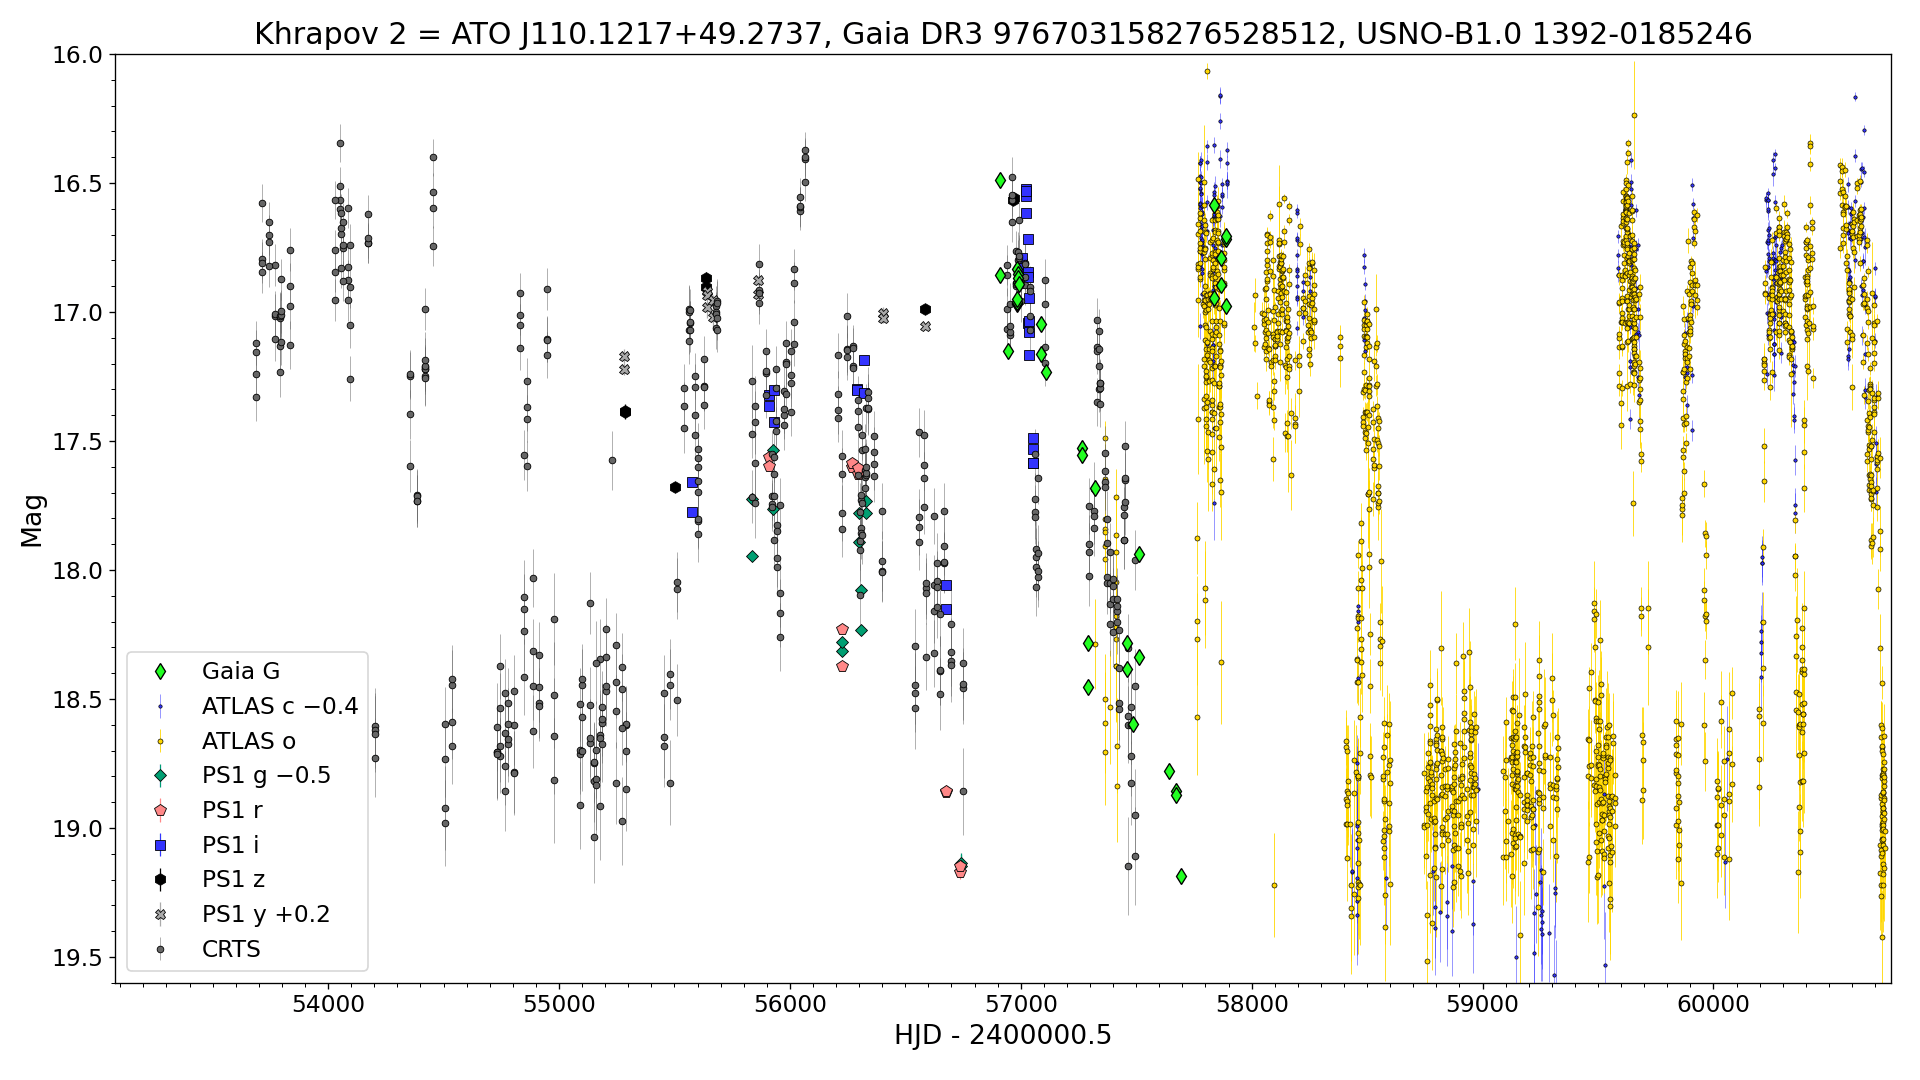 Khrapov 2 = ATO J110.1217+49.2737, Gaia DR3 976703158276528512, USNO-B1.0 1392-0185246
16.0
16.5
17.0
17.5
18.0
18.5
19.0
19.5
Mag
Gaia G
ATLAS c −0.4
ATLAS o
PS1 g −0.5
PS1 r
PS1 i
PS1 z
PS1 y +0.2
CRTS
54000
55000
56000
57000
58000
59000
60000
HJD - 2400000.5